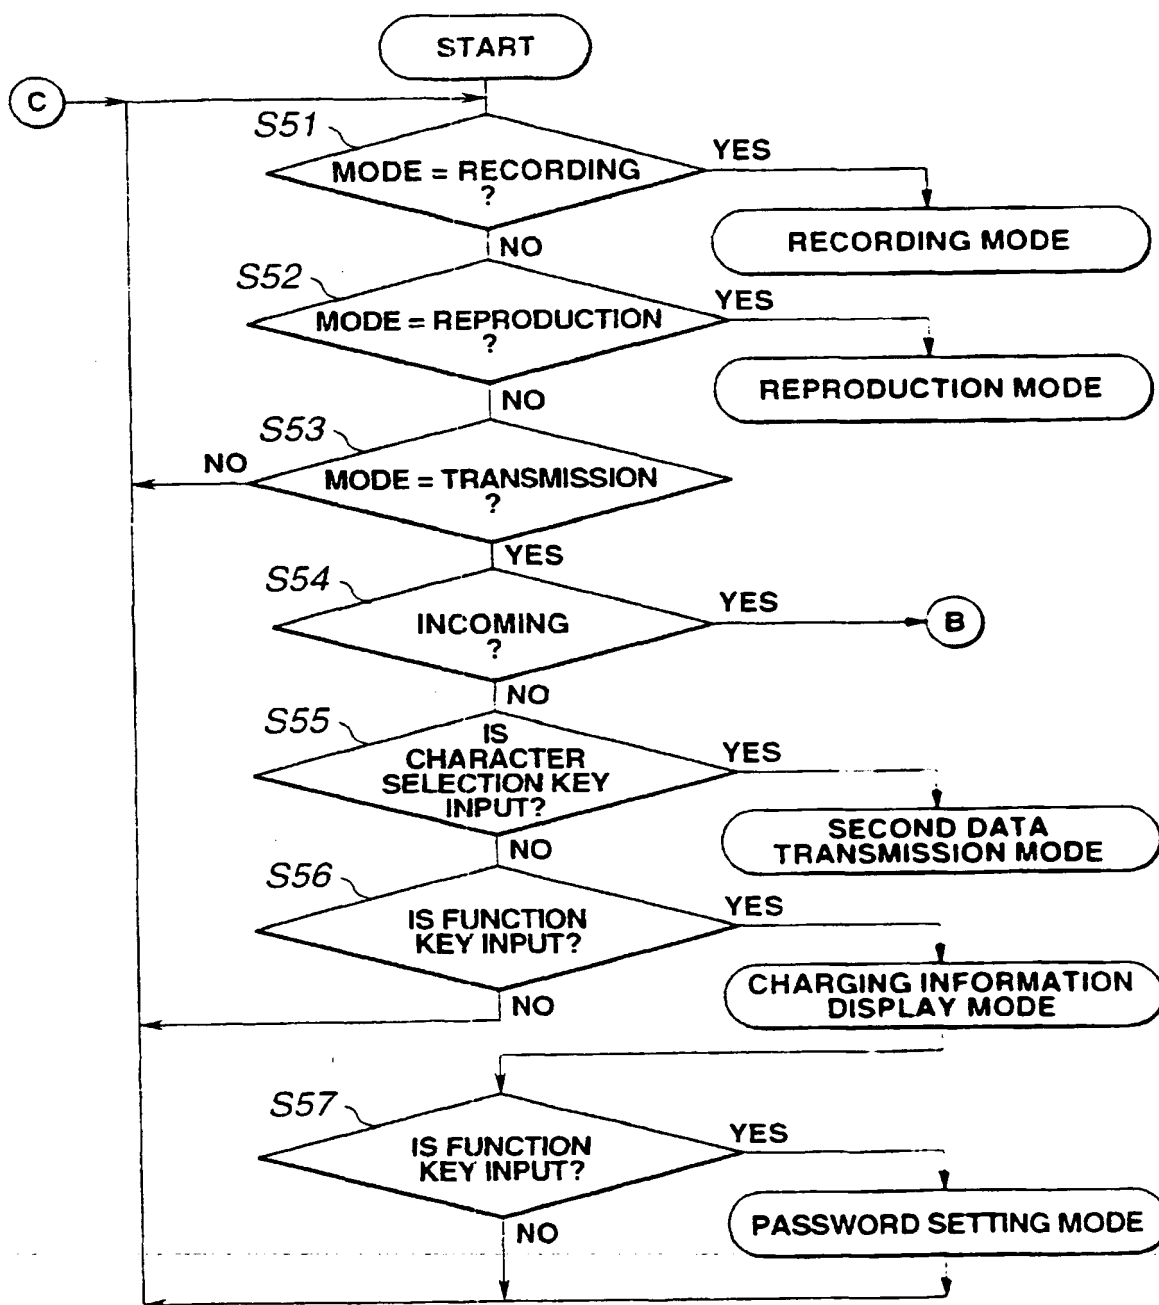 START
C
S51
YES
MODE = RECORDING
?
RECORDING MODE
NO
S52
YES
MODE = REPRODUCTION
?
REPRODUCTION MODE
NO
S53
NO
MODE = TRANSMISSION
?
YES
S54
YES
INCOMING
?
B
NO
S55
IS
CHARACTER
SELECTION KEY
INPUT?
YES
SECOND DATA
TRANSMISSION MODE
NO
S56
YES
IS FUNCTION
KEY INPUT?
CHARGING INFORMATION
DISPLAY MODE
NO
S57
YES
IS FUNCTION
KEY INPUT?
PASSWORD SETTING MODE
NO